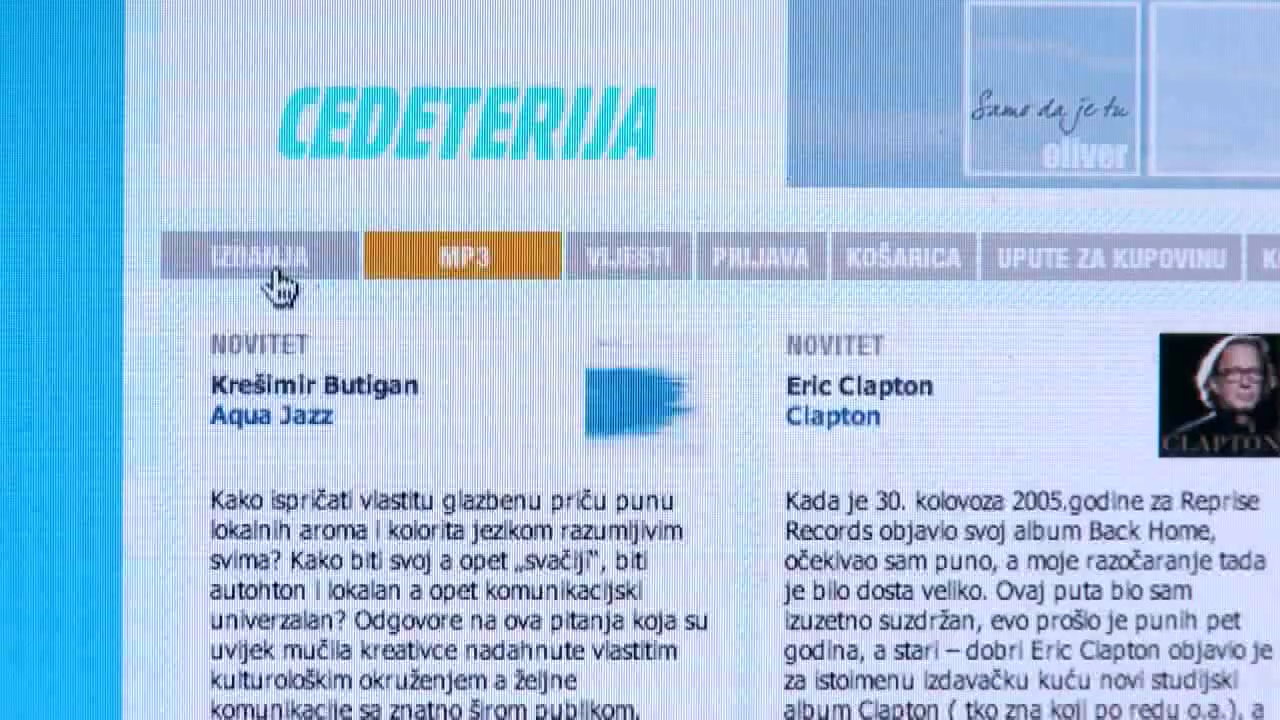 CEDETERIJA
Samo da je tu
oliver
IZDANJA MP3 VIJESTI PRIJAVA KOŠARICA UPUTE ZA KUPOVINU
NOVITET
Krešimir Butigan
Aqua Jazz
Kako ispričati vlastitu glazbenu priču punu
lokalnih aroma i kolorita jezikom razumljivim
svima? Kako biti svoj a opet „svačiji“, biti
autohton i lokalan a opet komunikacijski
univerzalan? Odgovore na ova pitanja koja su
uvijek mučila kreativce nadahnute vlastitim
kulturološkim okruženjem a željne
komunikacije sa znatno širom publikom,
NOVITET
Eric Clapton
Clapton
CLAPTON
Kada je 30. kolovoza 2005.godine za Reprise
Records objavio svoj album Back Home,
očekivao sam puno, a moje razočaranje tada
je bilo dosta veliko. Ovaj puta bio sam
izuzetno suzdržan, evo prošlo je punih pet
godina, a stari – dobri Eric Clapton objavio je
za istoimenu izdavačku kuću novi studijski
album Clapton ( tko zna koji po redu o.a.), a